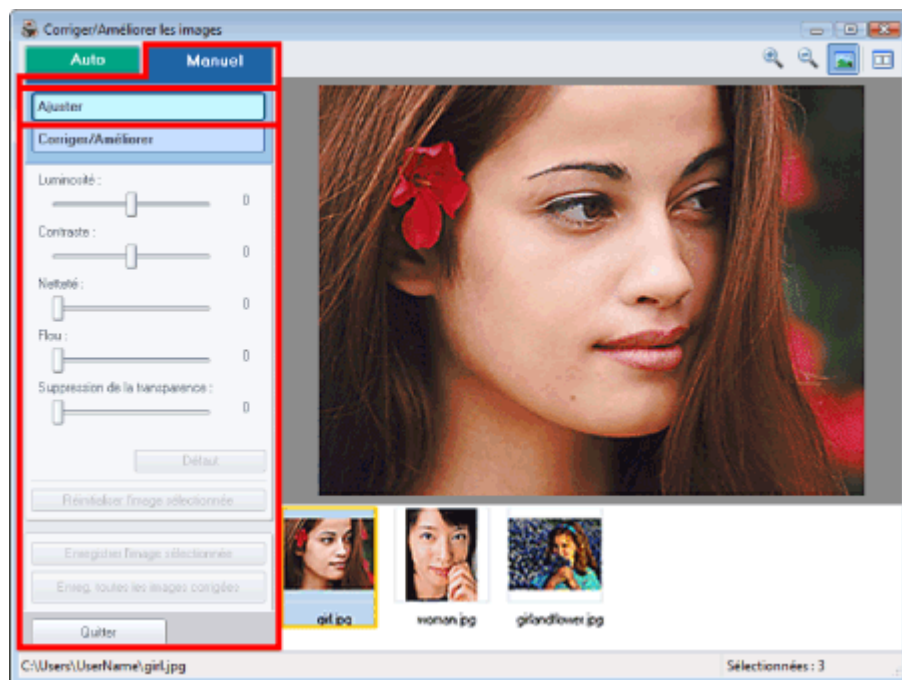 Corriger/Améliorer les images
Auto
Manuel
Ajuster
Corriger/Améliorer
Luminosité :
0
Contraste :
0
Netteté :
0
Flou :
0
Suppression de la transparence :
0
Défaut
Réinitialiser l'image sélectionnée
Enregistrer l'image sélectionnée
Enreg. toutes les images corrigées
Quitter
girl.jpg
woman.jpg
girlandflower.jpg
C:\Users\UserName\girl.jpg
Sélectionnées : 3